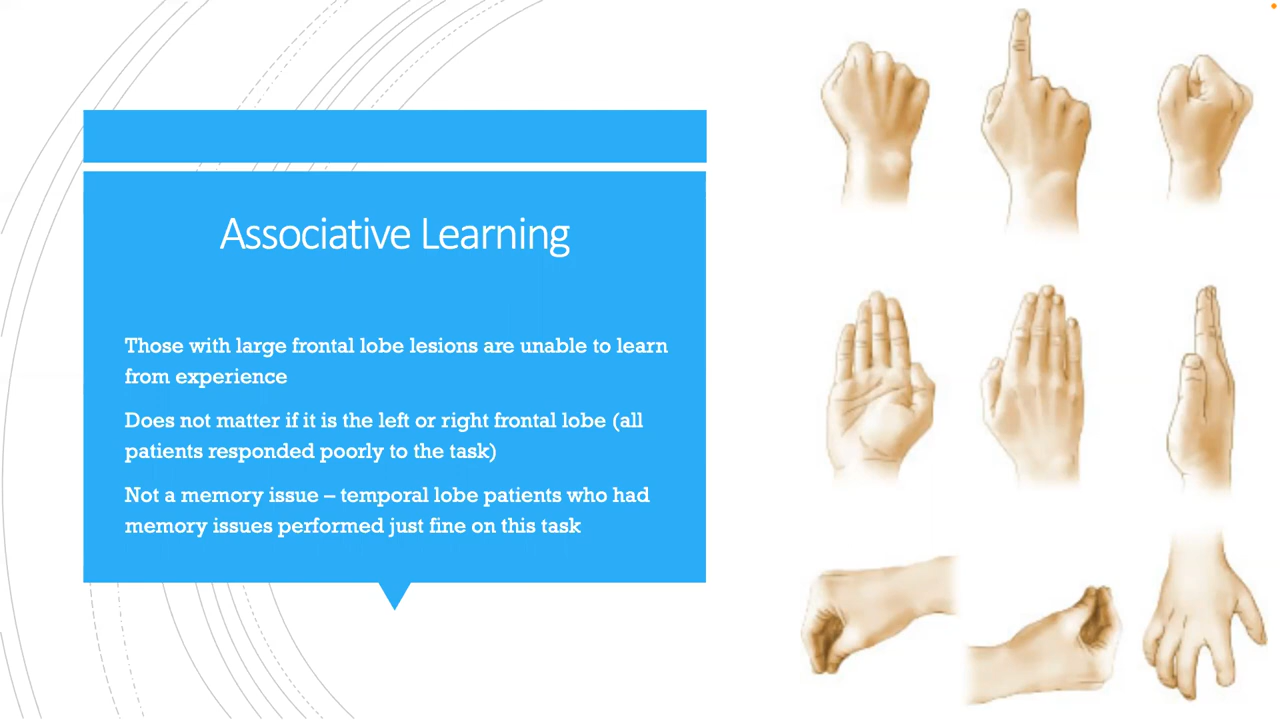 Associative Learning
Those with large frontal lobe lesions are unable to learn
from experience
Does not matter if it is the left or right frontal lobe (all
patients responded poorly to the task)
Not a memory issue – temporal lobe patients who had
memory issues performed just fine on this task